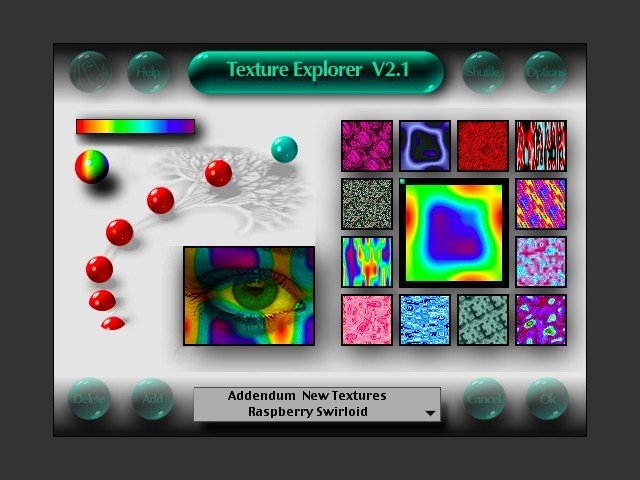 Help
Texture Explorer V2.1
Shuffle
Options
Delete
Add
Addendum New Textures
Raspberry Swirloid
Cancel
Ok